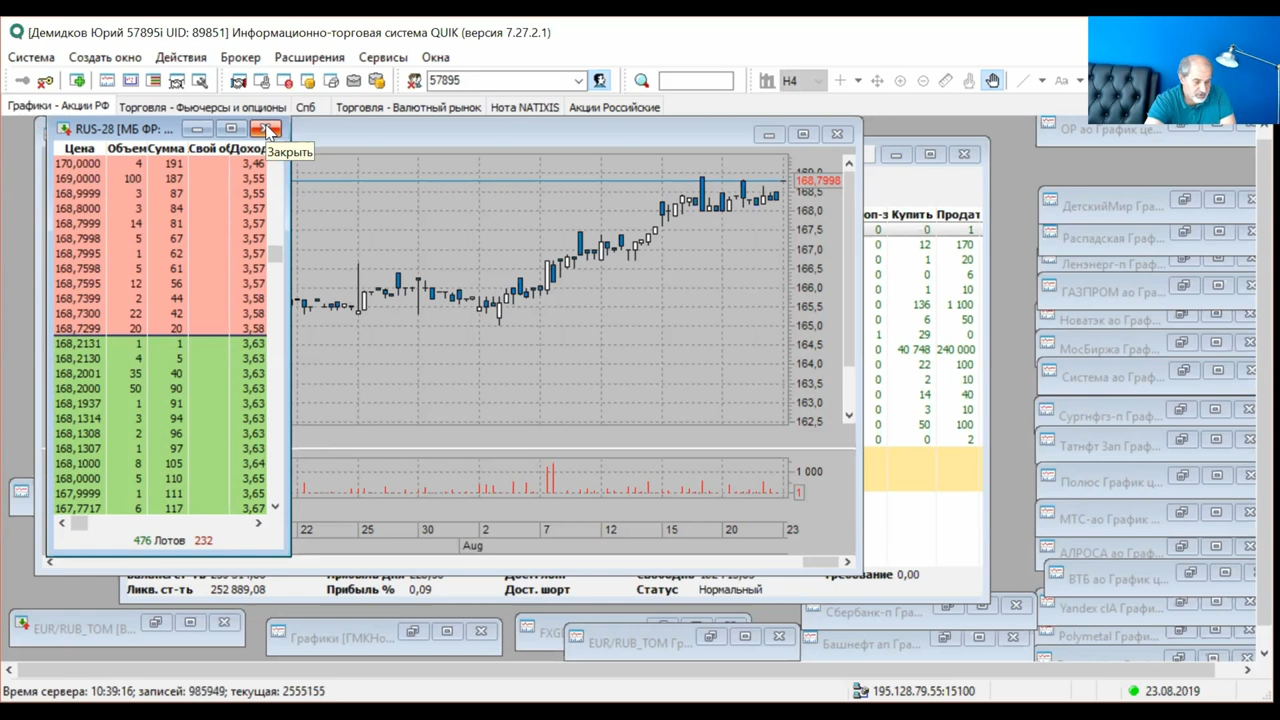 [Демидков Юрий 57895i UID: 89851] Информационно-торговая система QUIK (версия 7.27.2.1)
Система Создать окно Действия Брокер Расширения Сервисы Окна
57895 H4 Aa
Графики - Акции РФ Торговля - Фьючерсы и опционы Спб Торговля - Валютный рынок Нота NATIXIS Акции Российские
RUS-28 [МБ ФР: ...
Закрыть
Цена Объем Сумма Свой об Доход
170,0000 4 191 3,46
169,0000 100 187 3,55
168,9999 3 87 3,55
168,8000 3 84 3,57
168,7999 14 81 3,57
168,7998 5 67 3,57
168,7995 1 62 3,57
168,7598 5 61 3,57
168,7595 12 56 3,57
168,7399 2 44 3,58
168,7300 22 42 3,58
168,7299 20 20 3,58
168,2131 1 1 3,63
168,2130 4 5 3,63
168,2001 35 40 3,63
168,2000 50 90 3,63
168,1937 1 91 3,63
168,1314 3 94 3,63
168,1308 2 96 3,63
168,1307 1 97 3,63
168,1000 8 105 3,64
168,0000 5 110 3,65
167,9999 1 111 3,65
167,7717 6 117 3,67
476 Лотов 232
168,7998
168,5
168,0
167,5
167,0
166,5
166,0
165,5
165,0
164,5
164,0
163,5
163,0
162,5
1 000
1
22 25 30 2 7 12 15 20 23
Aug
оп-з Купить Продат
0 0 1
0 12 170
0 1 20
0 0 6
0 136 1 100
0 6 50
1 29 0
0 40 748 240 000
0 22 100
0 2 10
0 14 40
0 3 10
0 50 100
0 0 2
0,00
Ликв. ст-ть 252 889,08 Прибыль % 0,09 Дост. шорт Статус Нормальный
ОР ао График це...
ДетскийМир Гра...
Распадская Граф...
Ленэнерг-п Граф...
ГАЗПРОМ ао Граф...
Новатэк ао Граф...
МосБиржа Граф...
Система ао Граф...
Сургнфгз-п Граф...
Татнфт 3ап Граф...
Полюс График ц...
МТС-ао График ...
АЛРОСА ао Граф...
ВТБ ао График ц...
Yandex clA Граф...
Polymetal Граф...
EUR/RUB_TOM [В...
Графики [ГМКНо...
FXG
EUR/RUB_TOM Гр...
Сбербанк-п Гра...
Башнефт ап Граф...
Время сервера: 10:39:16; записей: 985949; текущая: 2555155 195.128.79.55:15100 23.08.2019